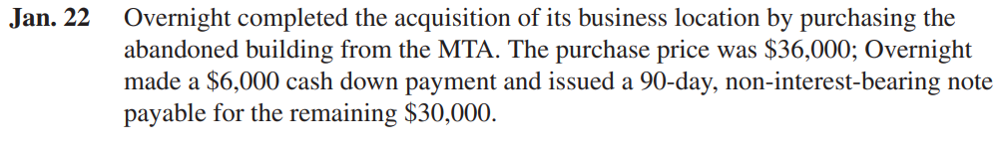 Jan. 22 Overnight completed the acquisition of its business location by purchasing the
abandoned building from the MTA. The purchase price was $36,000; Overnight
made a $6,000 cash down payment and issued a 90-day, non-interest-bearing note
payable for the remaining $30,000.